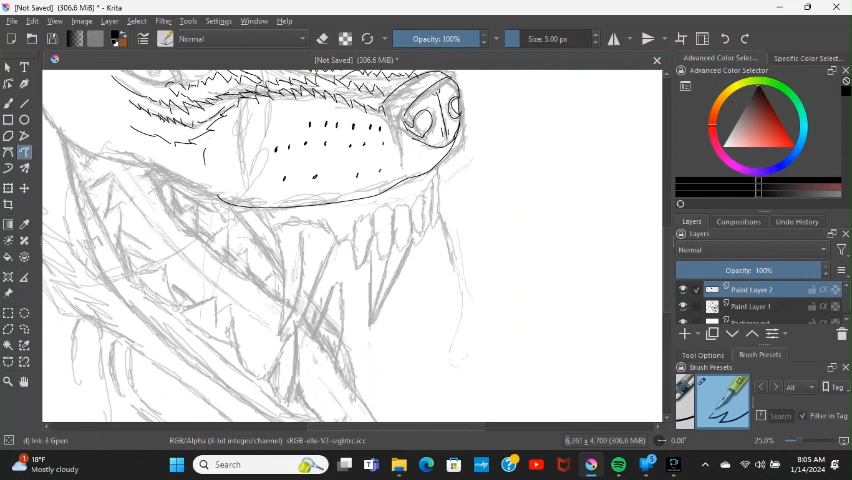 [Not Saved] (306.6 MiB) * - Krita
File Edit View Image Layer Select Filter Tools Settings Window Help
Normal Opacity: 100% Size: 5.00 px
[Not Saved] (306.6 MiB) *
Advanced Color Selec... Specific Color Selec...
Advanced Color Selector
Layers Compositions Undo History
Layers
Normal
Opacity: 100%
Paint Layer 2
Paint Layer 1
Background
Tool Options Brush Presets
Brush Presets
All Tag
Search Filter in Tag
d) Ink-3 Gpen RGB/Alpha (8-bit integer/channel) sRGB-elle-V2-srgbtrc.icc 6,261 x 4,700 (306.6 MiB) 0.00° 25.0%
18°F
Mostly cloudy
Search
8:05 AM
1/14/2024